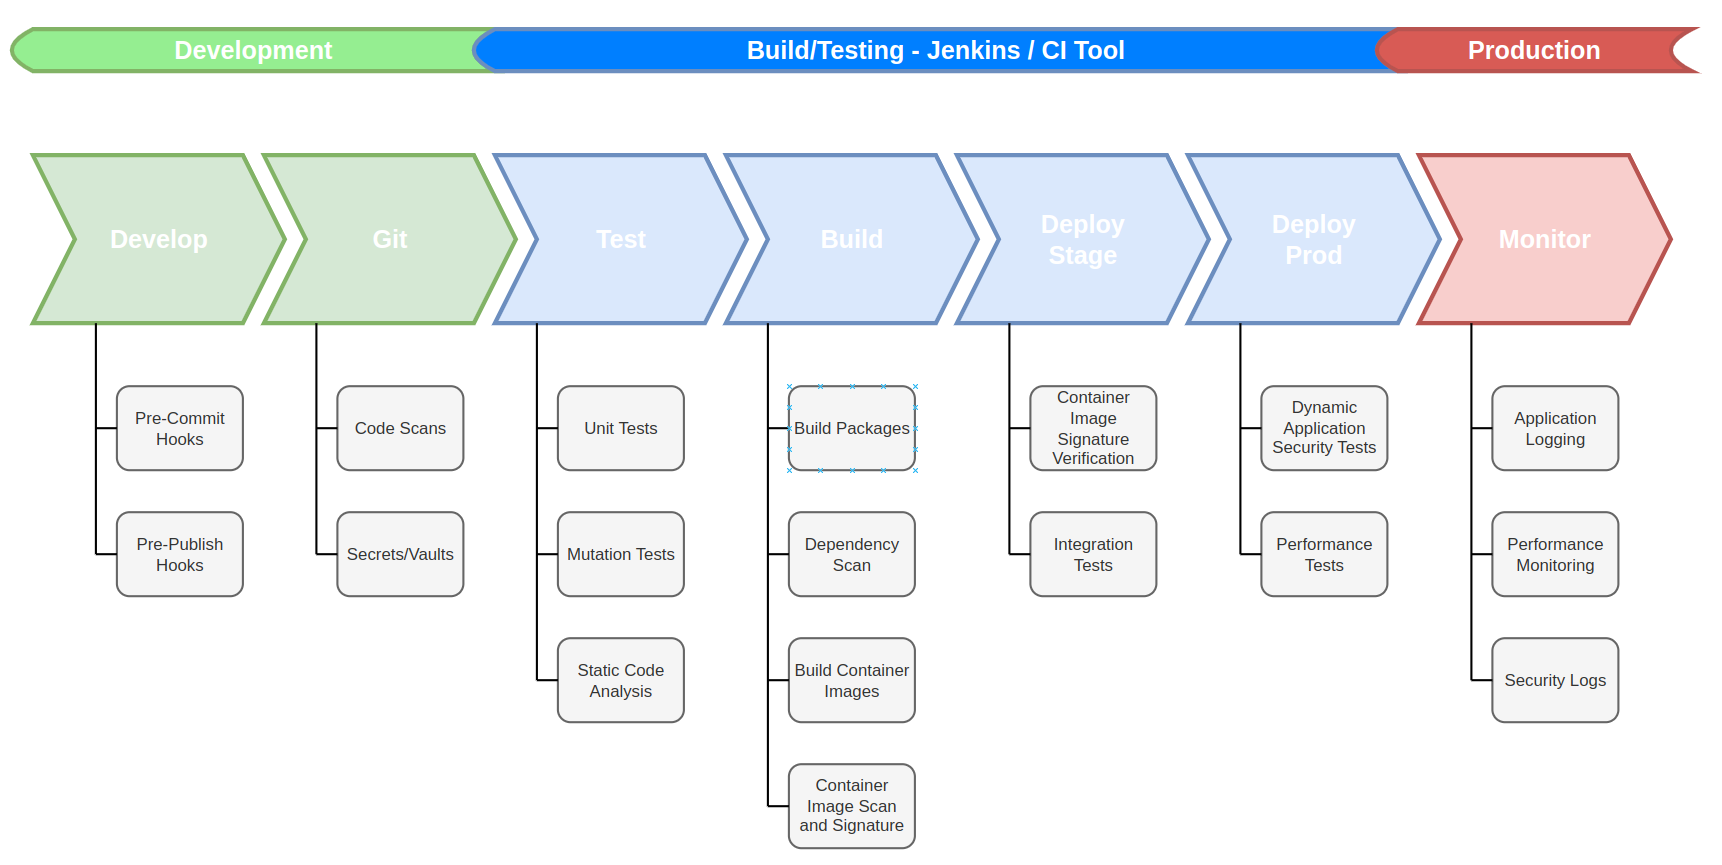 Development
Build/Testing - Jenkins / CI Tool
Production
Develop
Git
Test
Build
Deploy
Stage
Deploy
Prod
Monitor
Pre-Commit
Hooks
Pre-Publish
Hooks
Code Scans
Secrets/Vaults
Unit Tests
Mutation Tests
Static Code
Analysis
Build Packages
Dependency
Scan
Build Container
Images
Container
Image Scan
and Signature
Container
Image
Signature
Verification
Integration
Tests
Dynamic
Application
Security Tests
Performance
Tests
Application
Logging
Performance
Monitoring
Security Logs